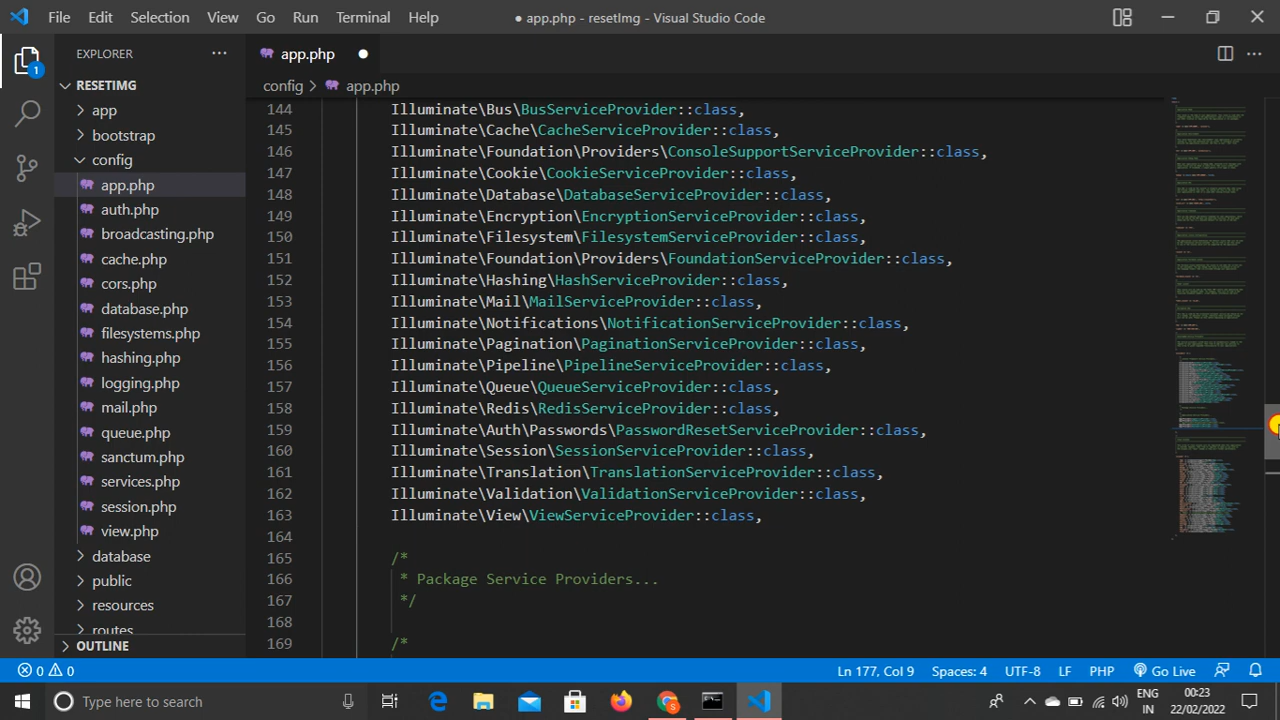 File Edit Selection View Go Run Terminal Help
● app.php - resetImg - Visual Studio Code
EXPLORER
app.php
RESETIMG
config > app.php
app
bootstrap
config
app.php
auth.php
broadcasting.php
cache.php
cors.php
database.php
filesystems.php
hashing.php
logging.php
mail.php
queue.php
sanctum.php
services.php
session.php
view.php
database
public
resources
routes
OUTLINE
1
144 Illuminate\Bus\BusServiceProvider::class,
145 Illuminate\Cache\CacheServiceProvider::class,
146 Illuminate\Foundation\Providers\ConsoleSupportServiceProvider::class,
147 Illuminate\Cookie\CookieServiceProvider::class,
148 Illuminate\Database\DatabaseServiceProvider::class,
149 Illuminate\Encryption\EncryptionServiceProvider::class,
150 Illuminate\Filesystem\FilesystemServiceProvider::class,
151 Illuminate\Foundation\Providers\FoundationServiceProvider::class,
152 Illuminate\Hashing\HashServiceProvider::class,
153 Illuminate\Mail\MailServiceProvider::class,
154 Illuminate\Notifications\NotificationServiceProvider::class,
155 Illuminate\Pagination\PaginationServiceProvider::class,
156 Illuminate\Pipeline\PipelineServiceProvider::class,
157 Illuminate\Queue\QueueServiceProvider::class,
158 Illuminate\Redis\RedisServiceProvider::class,
159 Illuminate\Auth\Passwords\PasswordResetServiceProvider::class,
160 Illuminate\Session\SessionServiceProvider::class,
161 Illuminate\Translation\TranslationServiceProvider::class,
162 Illuminate\Validation\ValidationServiceProvider::class,
163 Illuminate\View\ViewServiceProvider::class,
164
165 /*
166 * Package Service Providers...
167 */
168
169 /*
0 0
Ln 177, Col 9 Spaces: 4 UTF-8 LF PHP Go Live
Type here to search
ENG
IN
00:23
22/02/2022